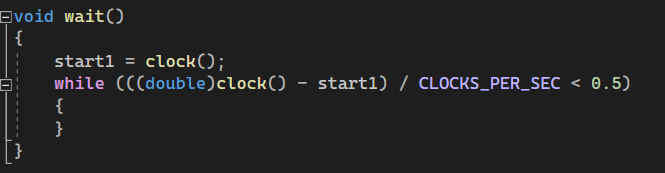 void wait()
{
start1 = clock();
while (((double)clock() - start1) / CLOCKS_PER_SEC < 0.5)
{
}
}